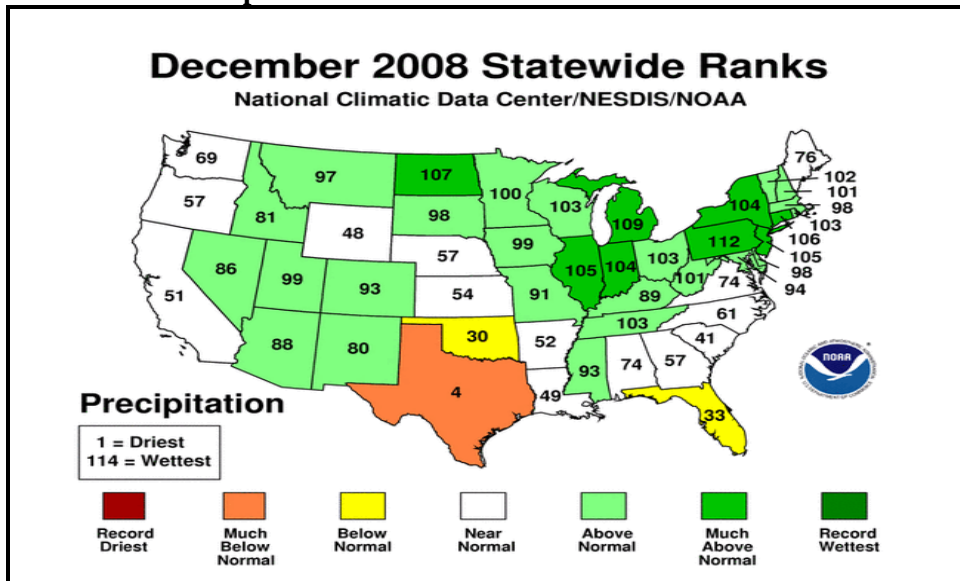 December 2008 Statewide Ranks
National Climatic Data Center/NESDIS/NOAA
69
97
107
100
76
102
101
98
103
106
105
98
94
57
81
48
98
103
109
104
112
57
99
86
99
93
54
91
105
104
103
101
74
89
51
88
80
30
52
103
61
41
93
74
57
4
49
33
NOAA
Precipitation
1 = Driest
114 = Wettest
Record
Driest
Much
Below
Normal
Below
Normal
Near
Normal
Above
Normal
Much
Above
Normal
Record
Wettest